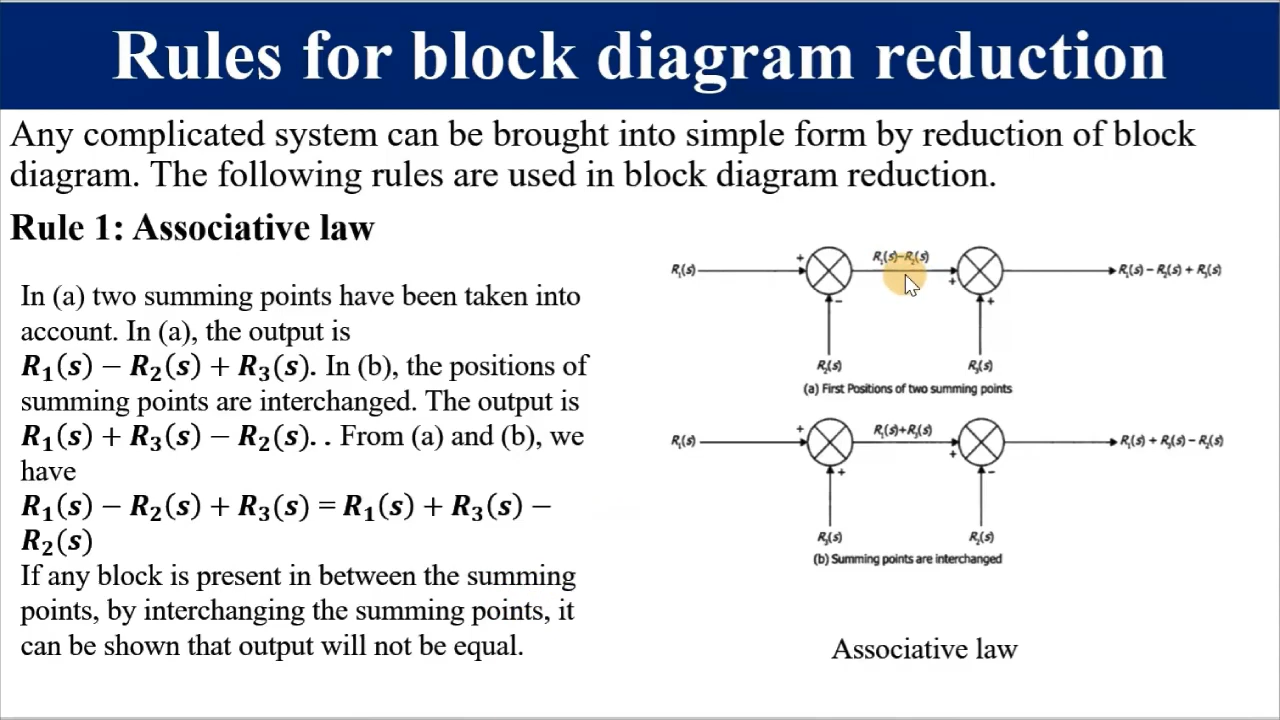 Rules for block diagram reduction
Any complicated system can be brought into simple form by reduction of block
diagram. The following rules are used in block diagram reduction.
Rule 1: Associative law
In (a) two summing points have been taken into
account. In (a), the output is
R₁(s) − R₂(s) + R₃(s). In (b), the positions of
summing points are interchanged. The output is
R₁(s) + R₃(s) − R₂(s). . From (a) and (b), we
have
R₁(s) − R₂(s) + R₃(s) = R₁(s) + R₃(s) −
R₂(s)
If any block is present in between the summing
points, by interchanging the summing points, it
can be shown that output will not be equal.
R₁(s) + R₁(s)−R₂(s) + R₁(s) − R₂(s) + R₃(s)
− +
R₂(s) R₃(s)
(a) First Positions of two summing points
R₁(s) + R₁(s)+R₃(s) + R₁(s) + R₃(s) − R₂(s)
+ −
R₃(s) R₂(s)
(b) Summing points are interchanged
Associative law